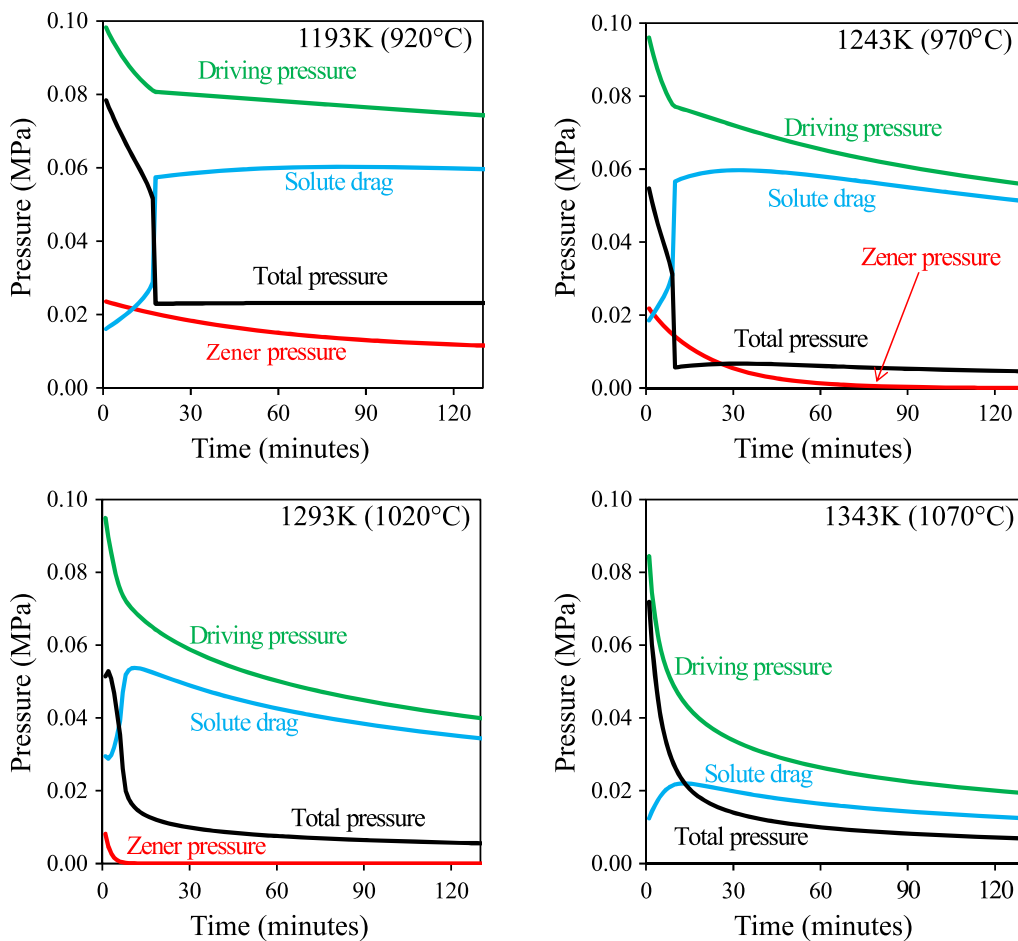 1193K (920°C)
Driving pressure
Solute drag
Total pressure
Zener pressure
Pressure (MPa)
0.10
0.08
0.06
0.04
0.02
0.00
0 30 60 90 120
Time (minutes)
1243K (970°C)
Driving pressure
Solute drag
Zener pressure
Total pressure
Pressure (MPa)
0.10
0.08
0.06
0.04
0.02
0.00
0 30 60 90 120
Time (minutes)
1293K (1020°C)
Driving pressure
Solute drag
Total pressure
Zener pressure
Pressure (MPa)
0.10
0.08
0.06
0.04
0.02
0.00
0 30 60 90 120
Time (minutes)
1343K (1070°C)
Driving pressure
Solute drag
Total pressure
Pressure (MPa)
0.10
0.08
0.06
0.04
0.02
0.00
0 30 60 90 120
Time (minutes)